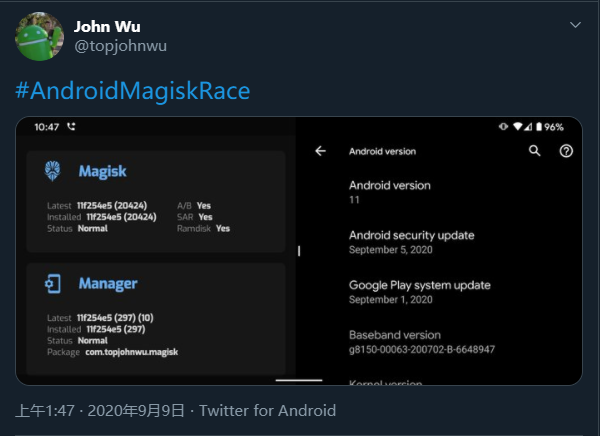 John Wu
@topjohnwu
#AndroidMagiskRace
10:47
96%
Magisk
Latest 11f254e5 (20424)
Installed 11f254e5 (20424)
Status Normal
A/B Yes
SAR Yes
Ramdisk Yes
Manager
Latest 11f254e5 (297) (10)
Installed 11f254e5 (297)
Status Normal
Package com.topjohnwu.magisk
Android version
Android version
11
Android security update
September 5, 2020
Google Play system update
September 1, 2020
Baseband version
g8150-00063-200702-B-6648947
Kernel version
上午1:47 · 2020年9月9日 · Twitter for Android